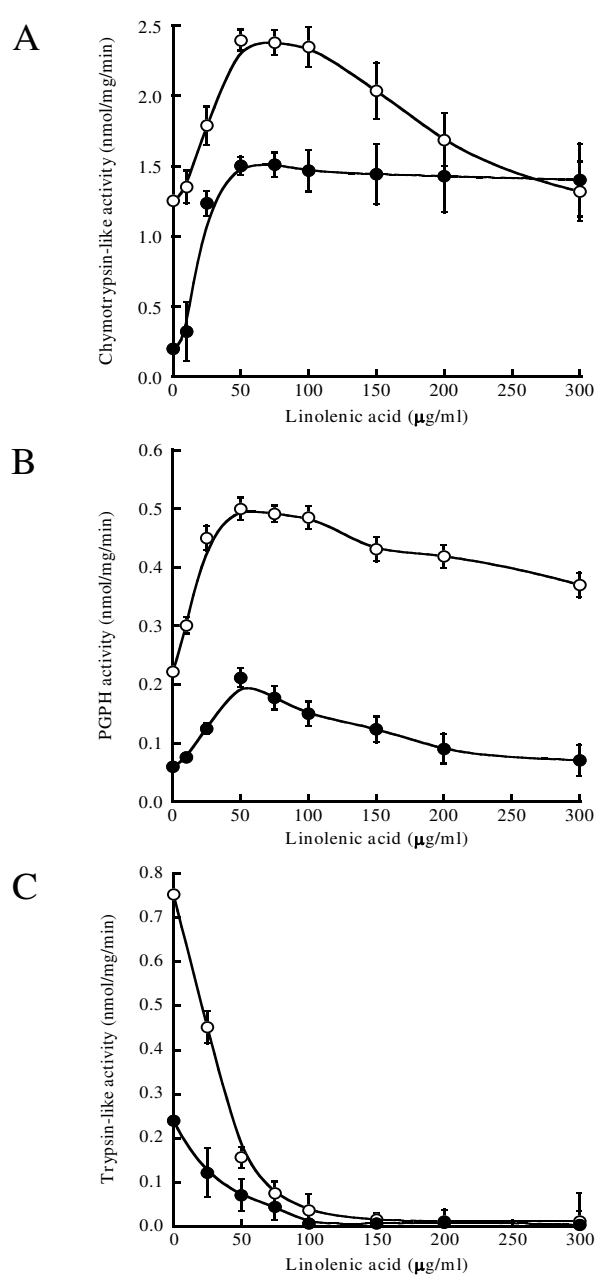 A
Chymotrypsin-like activity (nmol/mg/min)
2.5
2.0
1.5
1.0
0.5
0.0
0 50 100 150 200 250 300
Linolenic acid (μg/ml)
B
PGPH activity (nmol/mg/min)
0.6
0.5
0.4
0.3
0.2
0.1
0.0
0 50 100 150 200 250 300
Linolenic acid (μg/ml)
C
Trypsin-like activity (nmol/mg/min)
0.8
0.7
0.6
0.5
0.4
0.3
0.2
0.1
0.0
0 50 100 150 200 250 300
Linolenic acid (μg/ml)